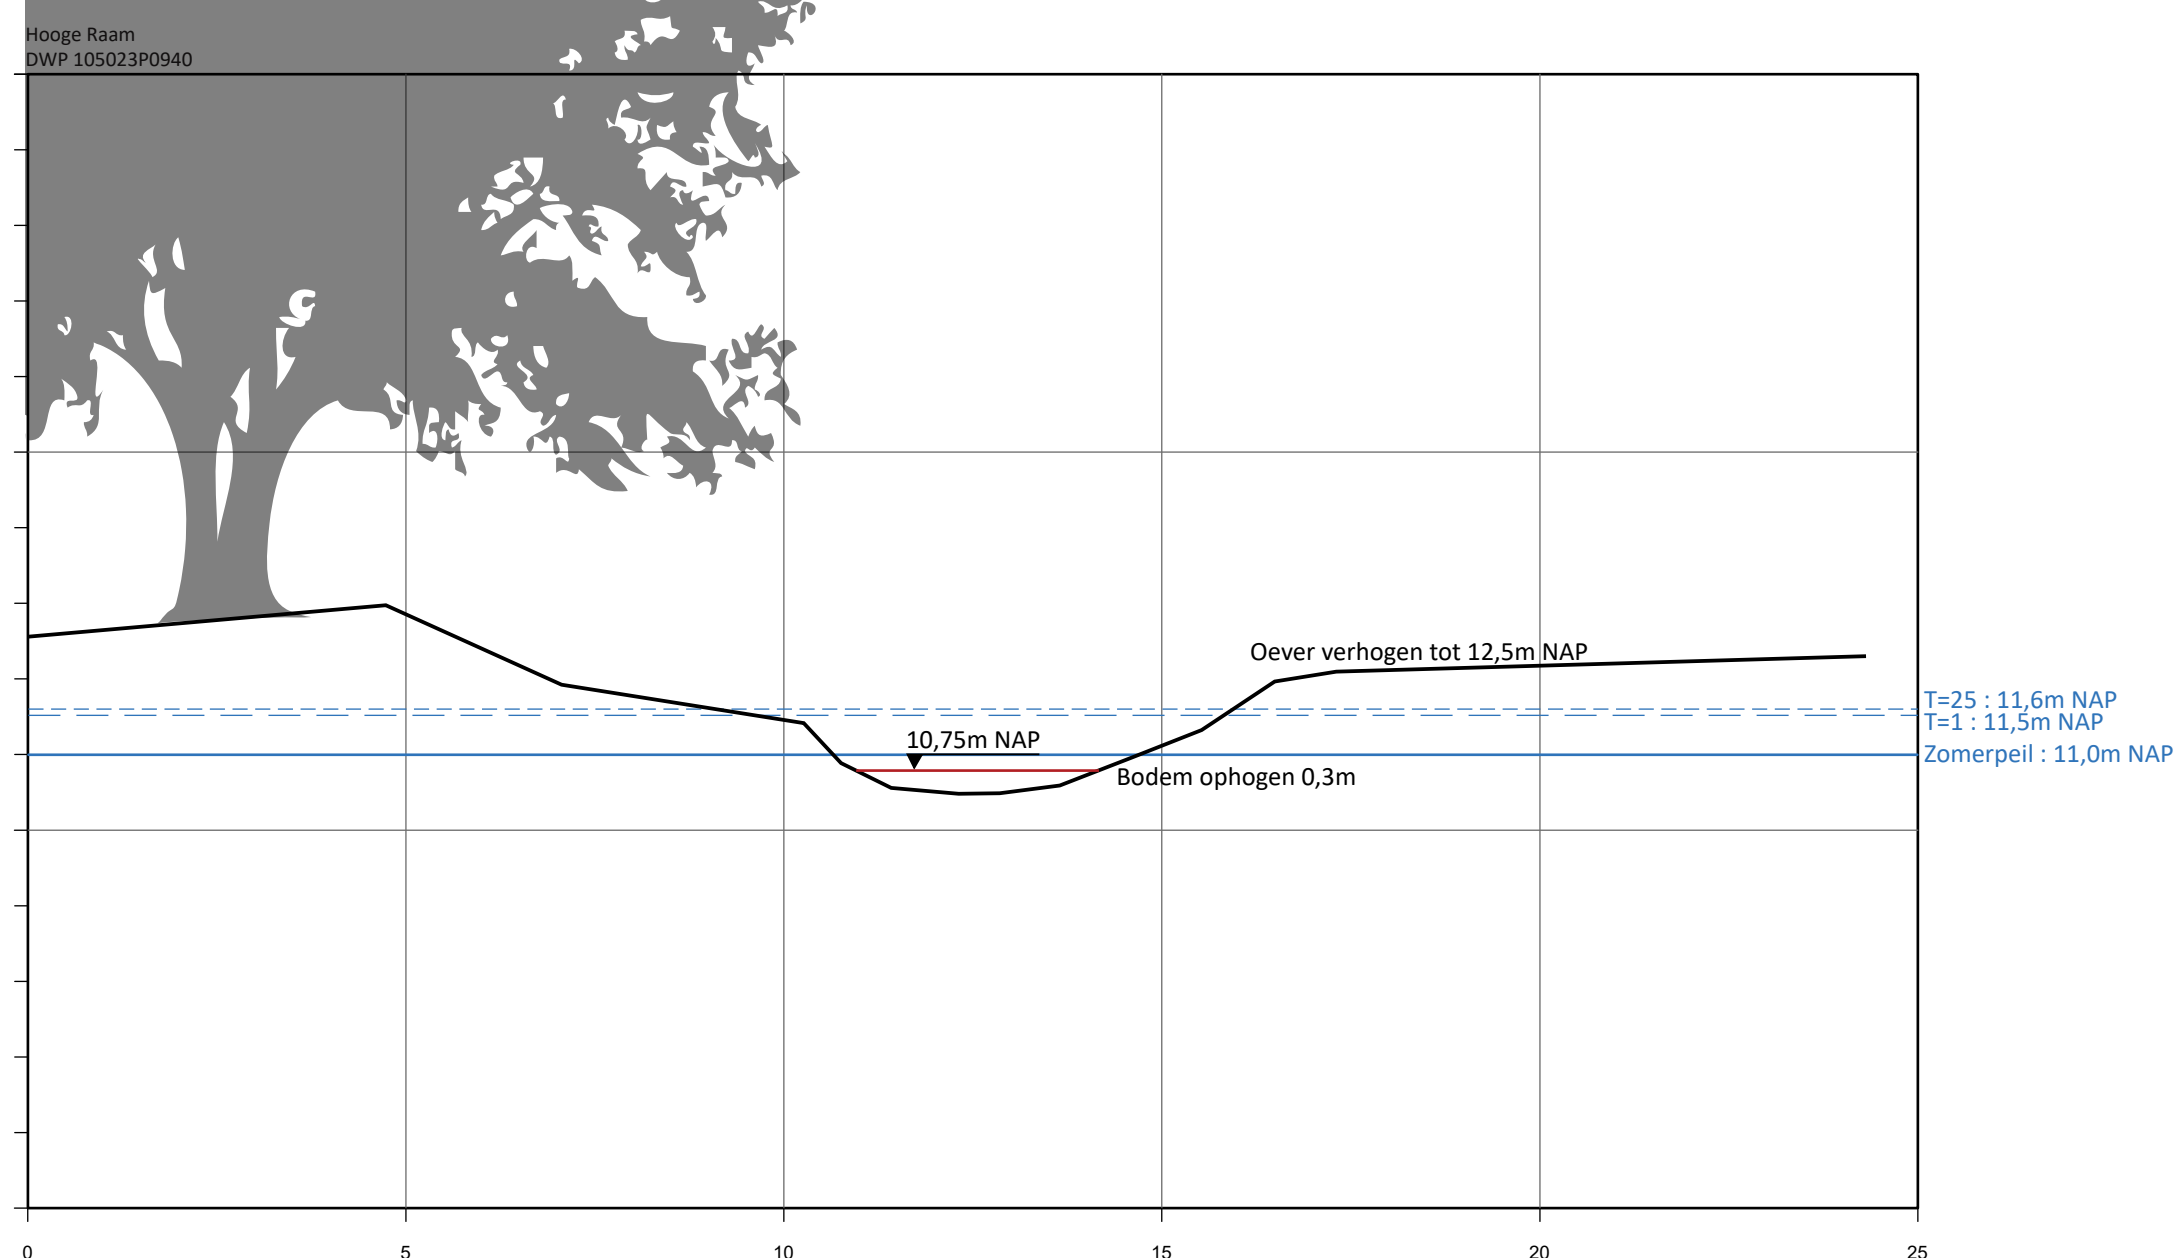 Hooge Raam
DWP 105023P0940
Oever verhogen tot 12,5m NAP
T=25 : 11,6m NAP
T=1 : 11,5m NAP
10,75m NAP
Zomerpeil : 11,0m NAP
Bodem ophogen 0,3m
0 5 10 15 20 25